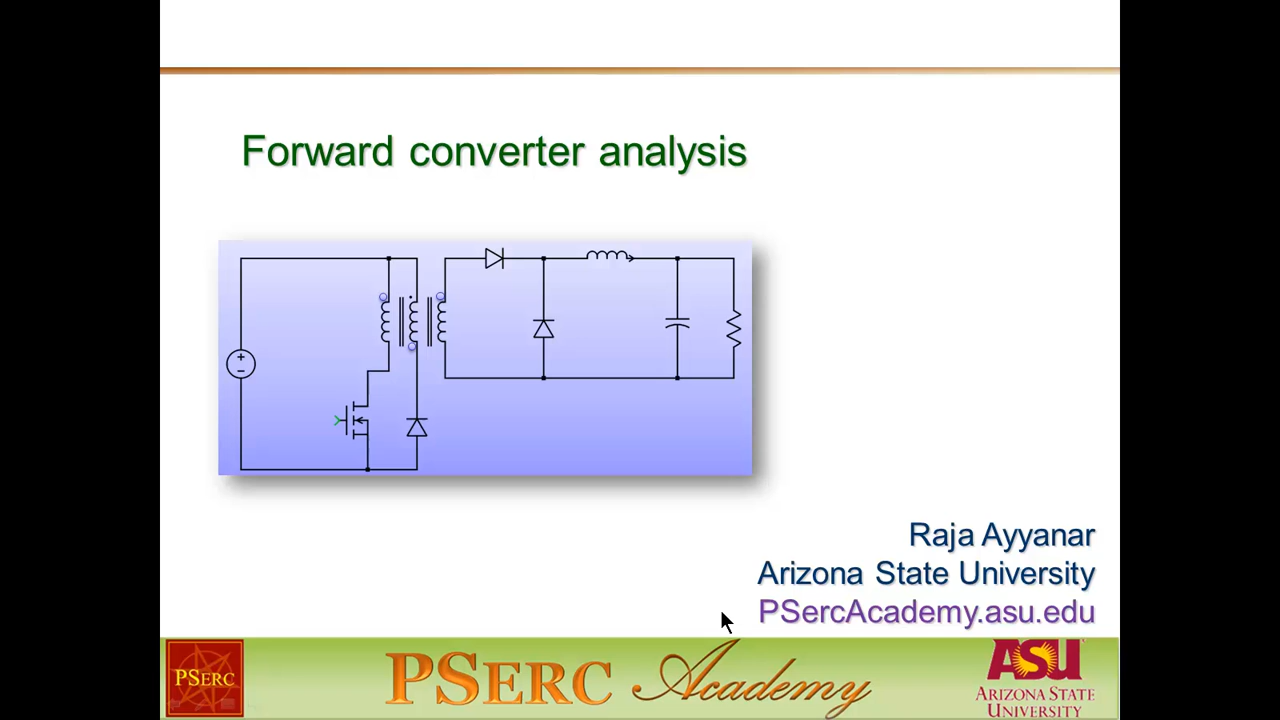 Forward converter analysis
Raja Ayyanar
Arizona State University
PSercAcademy.asu.edu
PSERC
PSERC Academy
ASU
ARIZONA STATE
UNIVERSITY